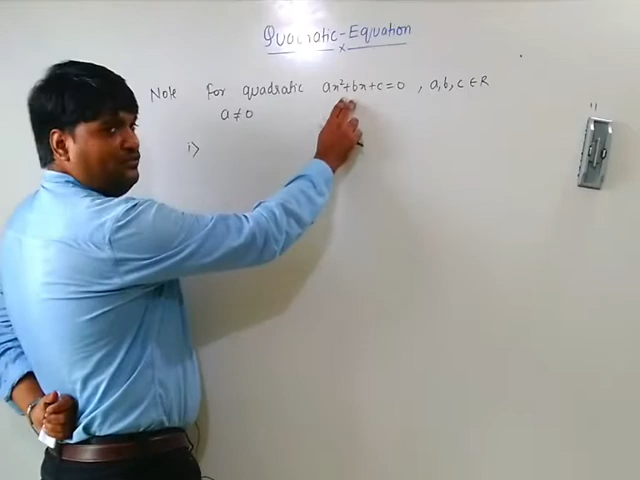 Quadratic-Equation
x
Note For quadratic ax²+bx+c=0 , a,b,c ∈ R
a≠0
i>